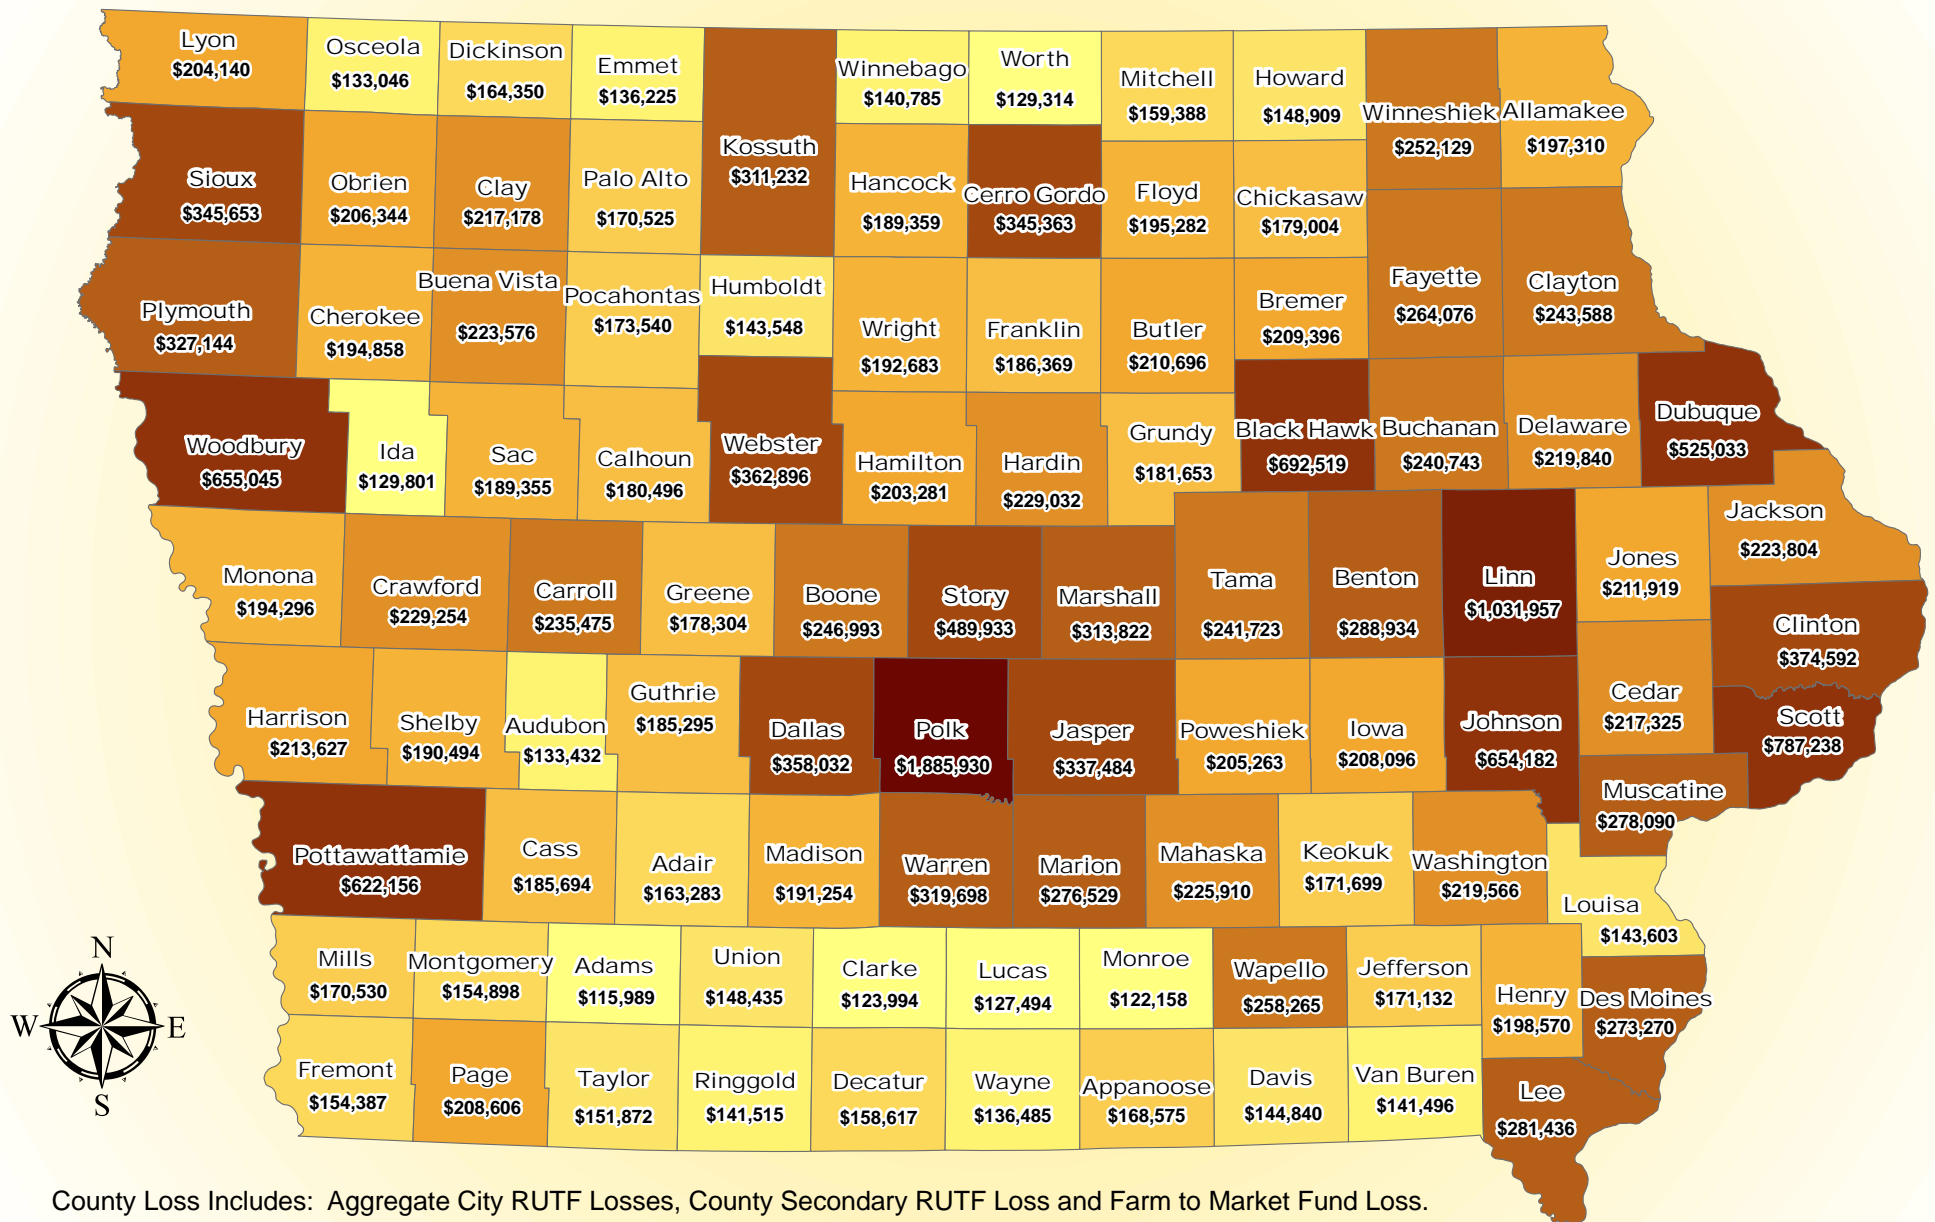 Lyon
$204,140
Osceola
$133,046
Dickinson
$164,350
Emmet
$136,225
Kossuth
$311,232
Winnebago
$140,785
Worth
$129,314
Mitchell
$159,388
Howard
$148,909
Winneshiek
$252,129
Allamakee
$197,310
Sioux
$345,653
Obrien
$206,344
Clay
$217,178
Palo Alto
$170,525
Hancock
$189,359
Cerro Gordo
$345,363
Floyd
$195,282
Chickasaw
$179,004
Plymouth
$327,144
Cherokee
$194,858
Buena Vista
$223,576
Pocahontas
$173,540
Humboldt
$143,548
Wright
$192,683
Franklin
$186,369
Butler
$210,696
Bremer
$209,396
Fayette
$264,076
Clayton
$243,588
Woodbury
$655,045
Ida
$129,801
Sac
$189,355
Calhoun
$180,496
Webster
$362,896
Hamilton
$203,281
Hardin
$229,032
Grundy
$181,653
Black Hawk
$692,519
Buchanan
$240,743
Delaware
$219,840
Dubuque
$525,033
Monona
$194,296
Crawford
$229,254
Carroll
$235,475
Greene
$178,304
Boone
$246,993
Story
$489,933
Marshall
$313,822
Tama
$241,723
Benton
$288,934
Linn
$1,031,957
Jones
$211,919
Jackson
$223,804
Clinton
$374,592
Harrison
$213,627
Shelby
$190,494
Audubon
$133,432
Guthrie
$185,295
Dallas
$358,032
Polk
$1,885,930
Jasper
$337,484
Poweshiek
$205,263
Iowa
$208,096
Johnson
$654,182
Cedar
$217,325
Scott
$787,238
Muscatine
$278,090
Pottawattamie
$622,156
Cass
$185,694
Adair
$163,283
Madison
$191,254
Warren
$319,698
Marion
$276,529
Mahaska
$225,910
Keokuk
$171,699
Washington
$219,566
Louisa
$143,603
Mills
$170,530
Montgomery
$154,898
Adams
$115,989
Union
$148,435
Clarke
$123,994
Lucas
$127,494
Monroe
$122,158
Wapello
$258,265
Jefferson
$171,132
Henry
$198,570
Des Moines
$273,270
Fremont
$154,387
Page
$208,606
Taylor
$151,872
Ringgold
$141,515
Decatur
$158,617
Wayne
$136,485
Appanoose
$168,575
Davis
$144,840
Van Buren
$141,496
Lee
$281,436
N
W
E
S
County Loss Includes: Aggregate City RUTF Losses, County Secondary RUTF Loss and Farm to Market Fund Loss.